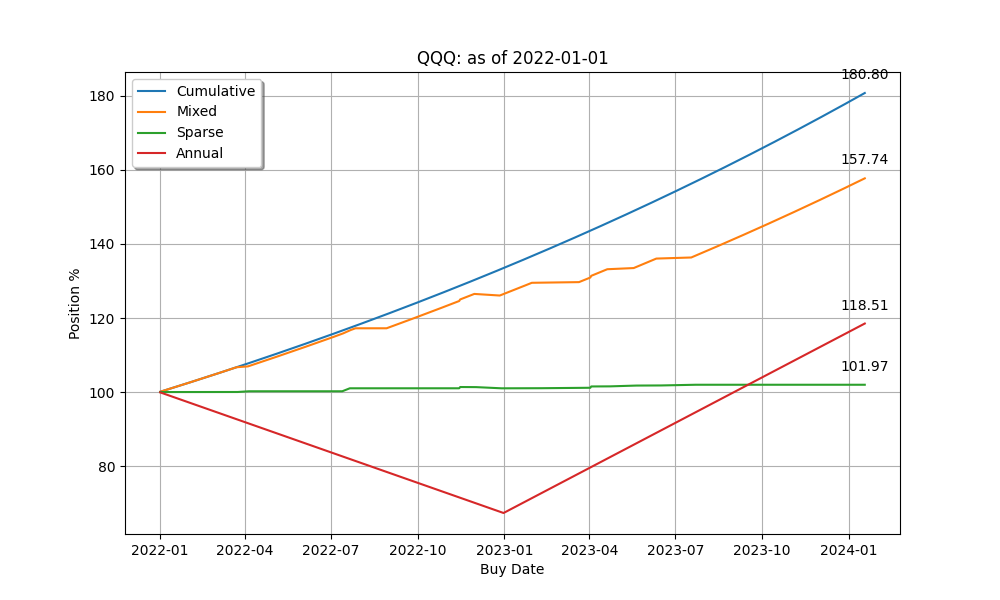 QQQ: as of 2022-01-01
Cumulative
Mixed
Sparse
Annual
180.80
157.74
118.51
101.97
180
160
140
120
100
80
Position %
2022-01 2022-04 2022-07 2022-10 2023-01 2023-04 2023-07 2023-10 2024-01
Buy Date